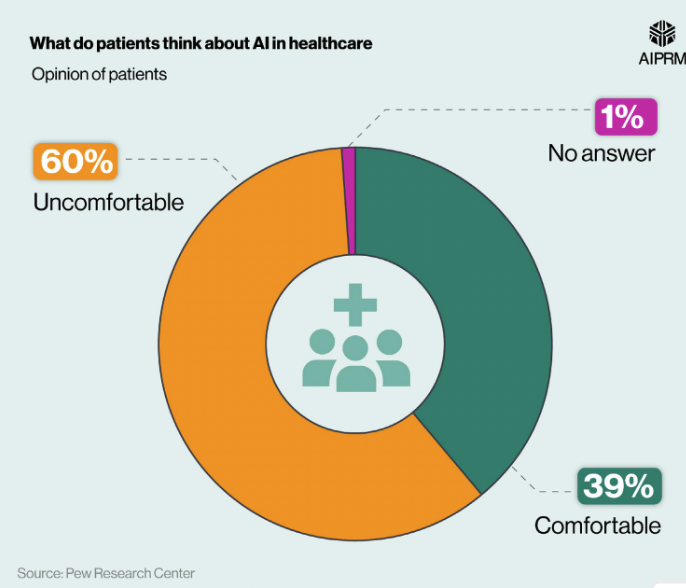 What do patients think about AI in healthcare
Opinion of patients
AIPRM
1%
No answer
60%
Uncomfortable
39%
Comfortable
Source: Pew Research Center